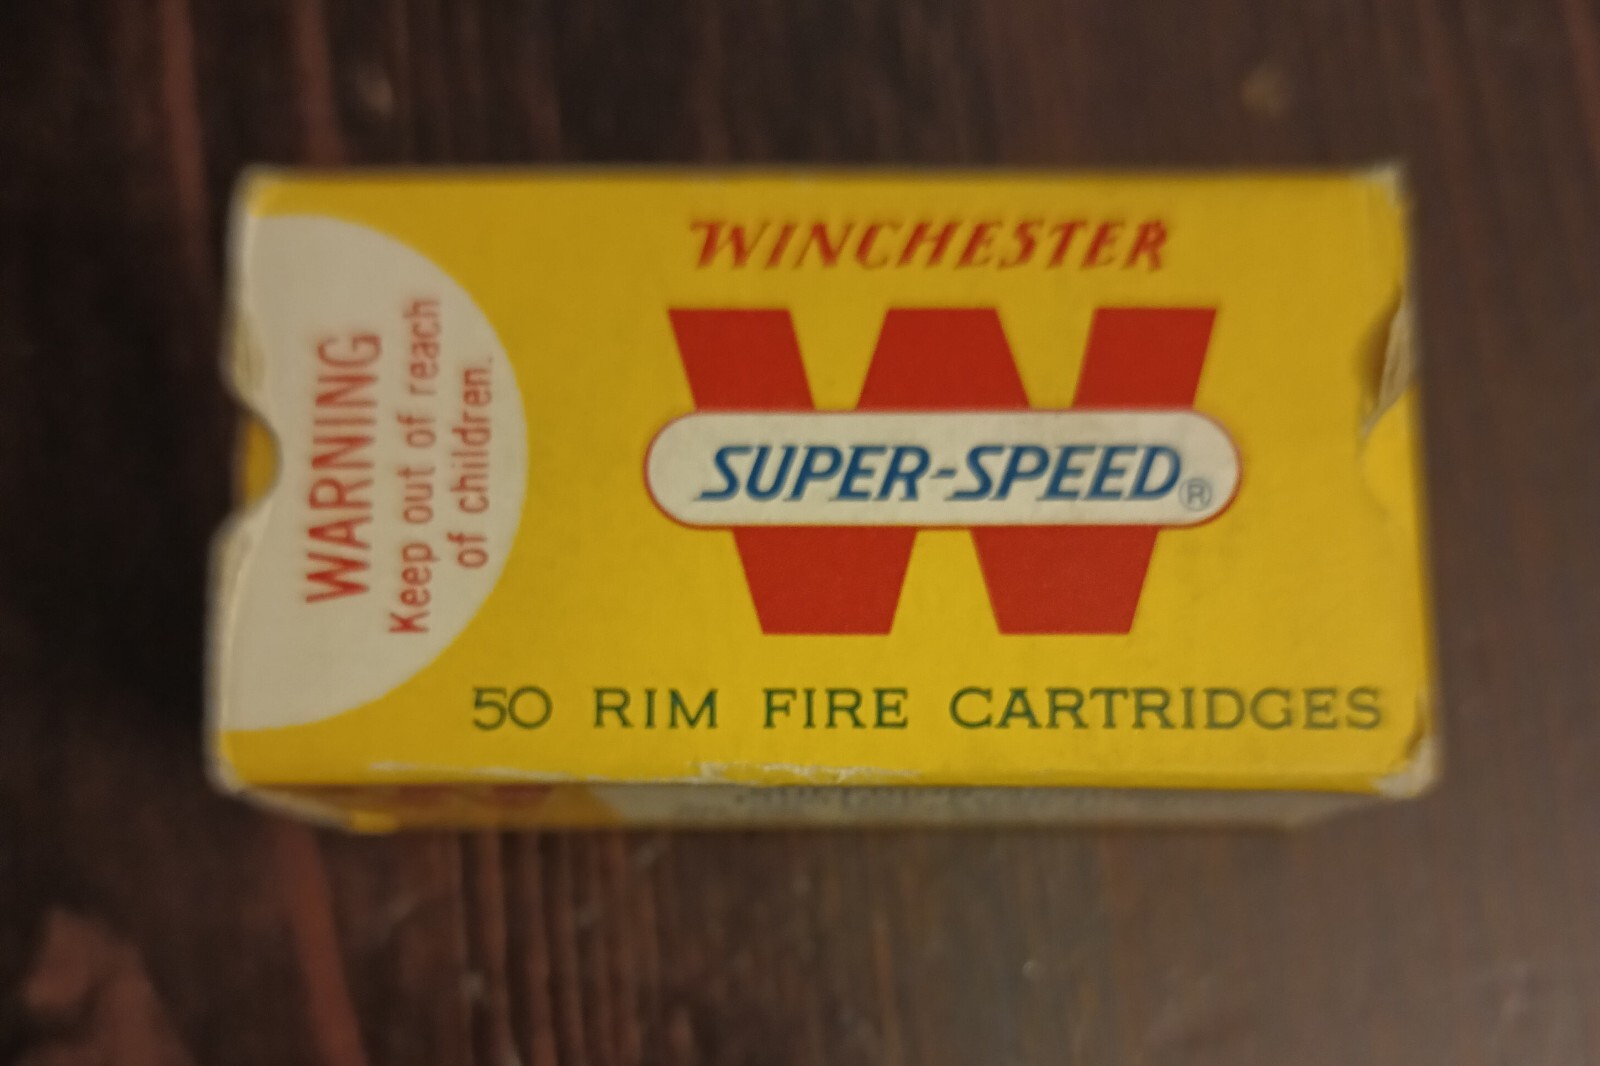 WINCHESTER
W
SUPER-SPEED®
50 RIM FIRE CARTRIDGES
WARNING
Keep out of reach
of children.